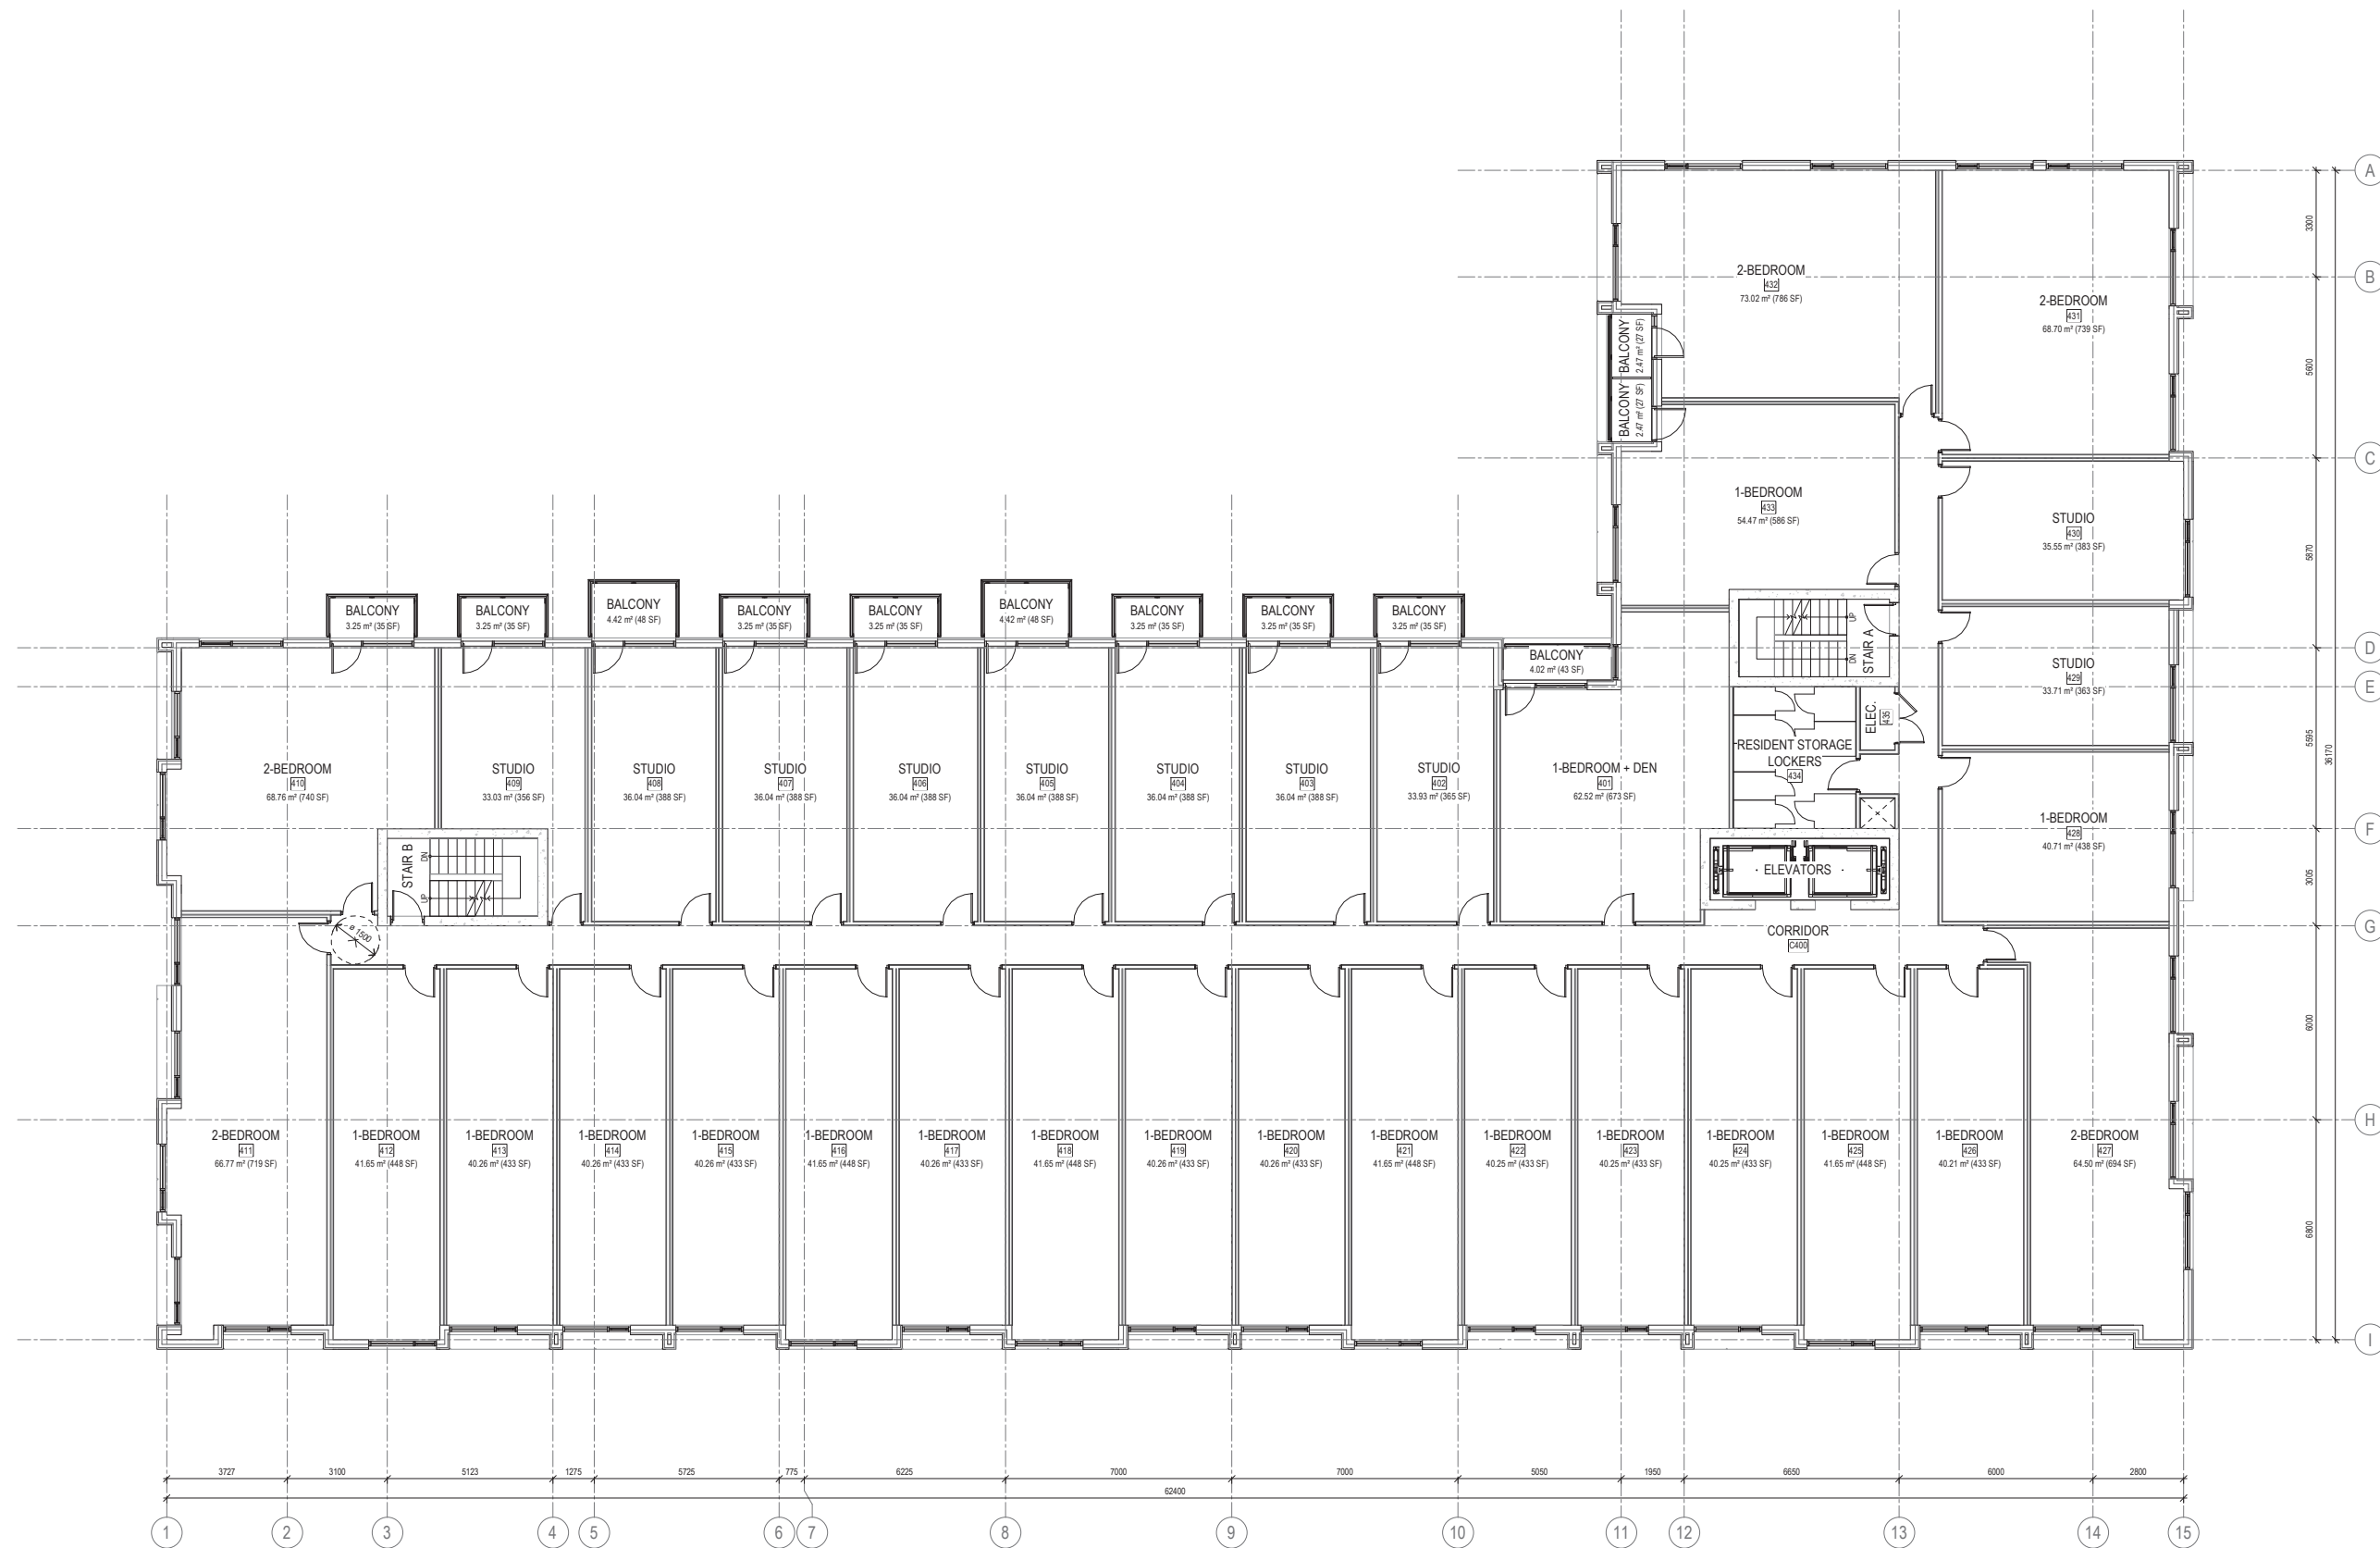 A
B
C
D
E
F
G
H
I
3300
5600
5870
5595
3005
6000
6800
36170
2-BEDROOM
432
73.02 m² (786 SF)
2-BEDROOM
431
68.70 m² (739 SF)
BALCONY
2.47 m² (27 SF)
BALCONY
2.47 m² (27 SF)
1-BEDROOM
433
54.47 m² (586 SF)
STUDIO
430
35.55 m² (383 SF)
BALCONY
3.25 m² (35 SF)
BALCONY
3.25 m² (35 SF)
BALCONY
4.42 m² (48 SF)
BALCONY
3.25 m² (35 SF)
BALCONY
3.25 m² (35 SF)
BALCONY
4.42 m² (48 SF)
BALCONY
3.25 m² (35 SF)
BALCONY
3.25 m² (35 SF)
BALCONY
3.25 m² (35 SF)
BALCONY
4.02 m² (43 SF)
UP
DN
STAIR A
STUDIO
429
33.71 m² (363 SF)
ELEC.
435
RESIDENT STORAGE
LOCKERS
434
2-BEDROOM
410
68.76 m² (740 SF)
STUDIO
409
33.03 m² (356 SF)
STUDIO
408
36.04 m² (388 SF)
STUDIO
407
36.04 m² (388 SF)
STUDIO
406
36.04 m² (388 SF)
STUDIO
405
36.04 m² (388 SF)
STUDIO
404
36.04 m² (388 SF)
STUDIO
403
36.04 m² (388 SF)
STUDIO
402
33.93 m² (365 SF)
1-BEDROOM + DEN
401
62.52 m² (673 SF)
1-BEDROOM
428
40.71 m² (438 SF)
STAIR B
DN
UP
ELEVATORS
ø 1500
CORRIDOR
C400
2-BEDROOM
411
66.77 m² (719 SF)
1-BEDROOM
412
41.65 m² (448 SF)
1-BEDROOM
413
40.26 m² (433 SF)
1-BEDROOM
414
40.26 m² (433 SF)
1-BEDROOM
415
40.26 m² (433 SF)
1-BEDROOM
416
41.65 m² (448 SF)
1-BEDROOM
417
40.26 m² (433 SF)
1-BEDROOM
418
41.65 m² (448 SF)
1-BEDROOM
419
40.26 m² (433 SF)
1-BEDROOM
420
40.26 m² (433 SF)
1-BEDROOM
421
41.65 m² (448 SF)
1-BEDROOM
422
40.25 m² (433 SF)
1-BEDROOM
423
40.25 m² (433 SF)
1-BEDROOM
424
40.25 m² (433 SF)
1-BEDROOM
425
41.65 m² (448 SF)
1-BEDROOM
426
40.21 m² (433 SF)
2-BEDROOM
427
64.50 m² (694 SF)
3727 3100 5123 1275 5725 775 6225 7000 7000 5050 1950 6650 6000 2800
62400
1 2 3 4 5 6 7 8 9 10 11 12 13 14 15